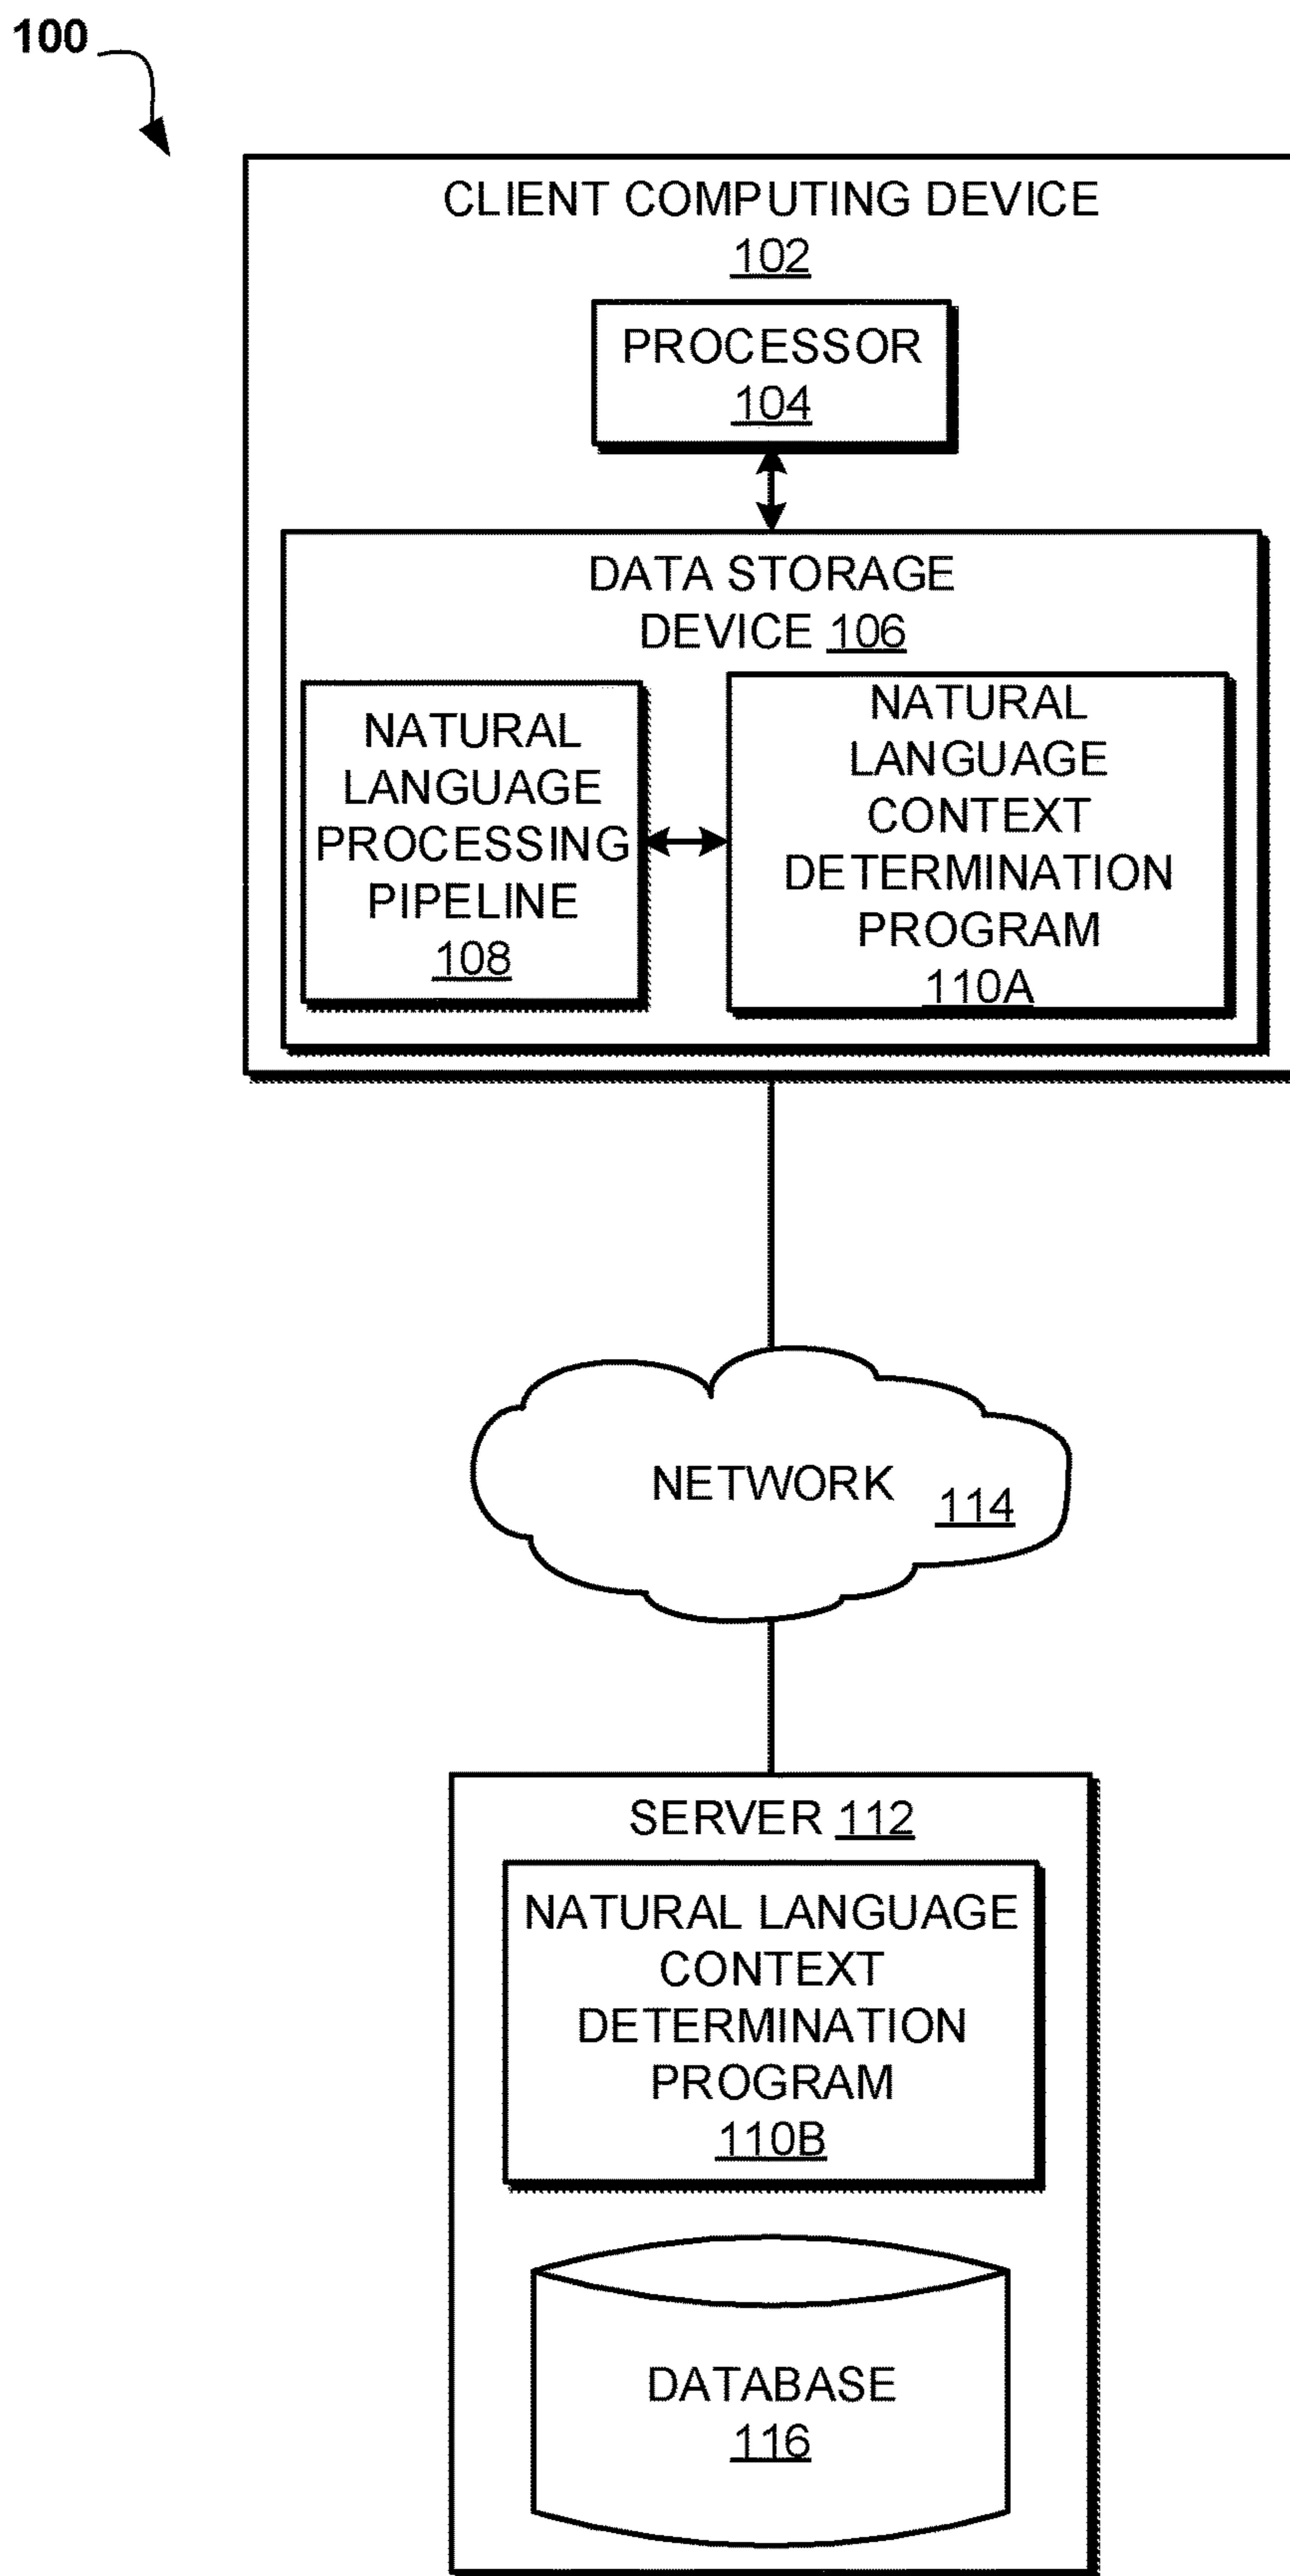 100
CLIENT COMPUTING DEVICE
102
PROCESSOR
104
DATA STORAGE
DEVICE 106
NATURAL
LANGUAGE
PROCESSING
PIPELINE
108
NATURAL
LANGUAGE
CONTEXT
DETERMINATION
PROGRAM
110A
NETWORK 114
SERVER 112
NATURAL LANGUAGE
CONTEXT
DETERMINATION
PROGRAM
110B
DATABASE
116